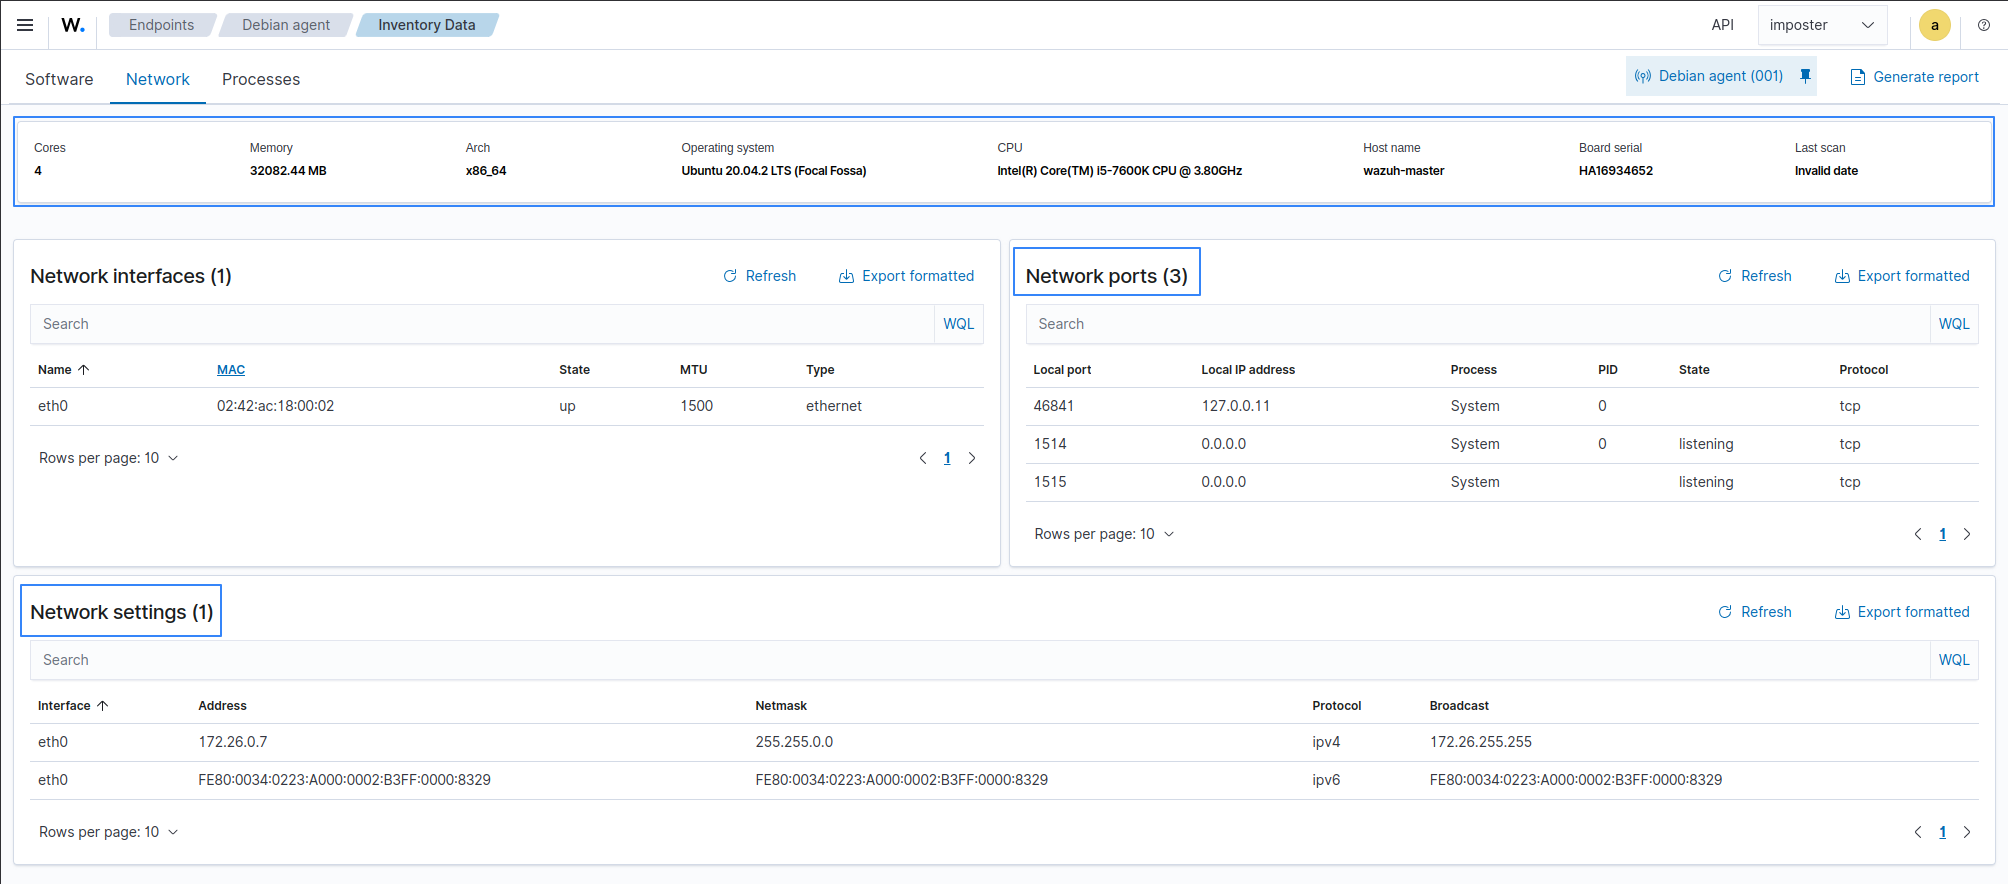 W. Endpoints Debian agent Inventory Data API imposter a
Software Network Processes Debian agent (001) Generate report
Cores Memory Arch Operating system CPU Host name Board serial Last scan
4 32082.44 MB x86_64 Ubuntu 20.04.2 LTS (Focal Fossa) Intel(R) Core(TM) i5-7600K CPU @ 3.80GHz wazuh-master HA16934652 Invalid date
Network interfaces (1) Refresh Export formatted
Search WQL
Name MAC State MTU Type
eth0 02:42:ac:18:00:02 up 1500 ethernet
Rows per page: 10 1
Network ports (3) Refresh Export formatted
Search WQL
Local port Local IP address Process PID State Protocol
46841 127.0.0.11 System 0 tcp
1514 0.0.0.0 System 0 listening tcp
1515 0.0.0.0 System listening tcp
Rows per page: 10 1
Network settings (1) Refresh Export formatted
Search WQL
Interface Address Netmask Protocol Broadcast
eth0 172.26.0.7 255.255.0.0 ipv4 172.26.255.255
eth0 FE80:0034:0223:A000:0002:B3FF:0000:8329 FE80:0034:0223:A000:0002:B3FF:0000:8329 ipv6 FE80:0034:0223:A000:0002:B3FF:0000:8329
Rows per page: 10 1